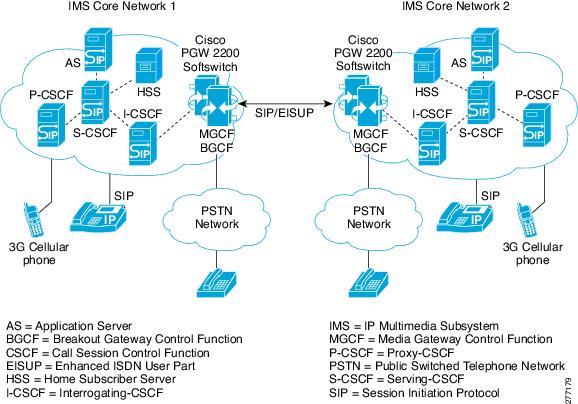 IMS Core Network 1
IMS Core Network 2
AS
SIP
Cisco
PGW 2200
Softswitch
HSS
P-CSCF
SIP
S-CSCF
SIP
I-CSCF
SIP
MGCF
BGCF
SIP/EISUP
Cisco
PGW 2200
Softswitch
AS
SIP
HSS
P-CSCF
SIP
I-CSCF
SIP
S-CSCF
SIP
MGCF
BGCF
SIP
IP
3G Cellular
phone
PSTN
Network
PSTN
Network
SIP
IP
3G Cellular
phone
AS = Application Server
BGCF = Breakout Gateway Control Function
CSCF = Call Session Control Function
EISUP = Enhanced ISDN User Part
HSS = Home Subscriber Server
I-CSCF = Interrogating-CSCF
IMS = IP Multimedia Subsystem
MGCF = Media Gateway Control Function
P-CSCF = Proxy-CSCF
PSTN = Public Switched Telephone Network
S-CSCF = Serving-CSCF
SIP = Session Initiation Protocol
277179